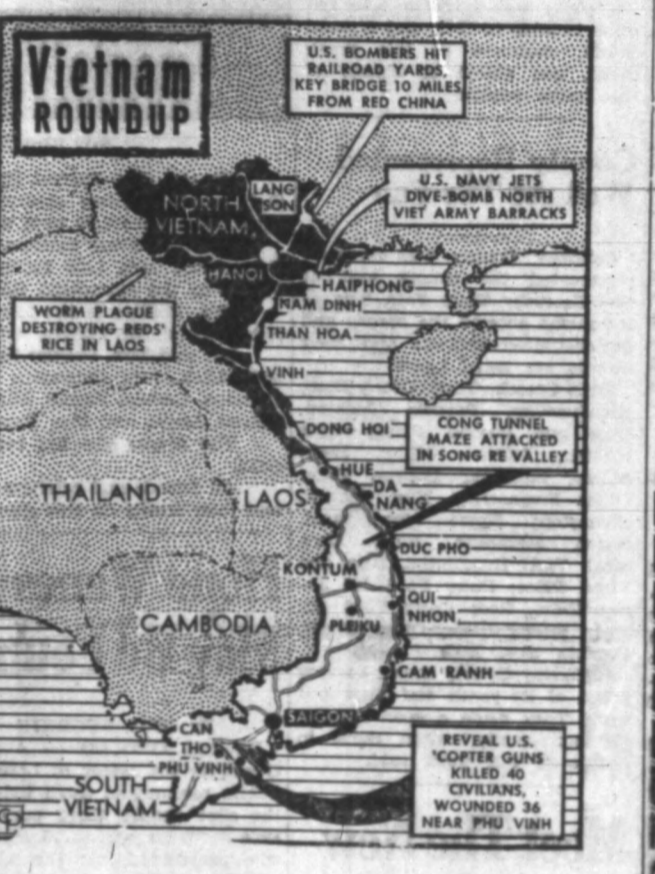 Vietnam
ROUNDUP
U.S. BOMBERS HIT
RAILROAD YARDS,
KEY BRIDGE 10 MILES
FROM RED CHINA
U.S. NAVY JETS
DIVE-BOMB NORTH
VIET ARMY BARRACKS
LANG
SON
NORTH
VIETNAM
HANOI
HAIPHONG
NAM DINH
WORM PLAGUE
DESTROYING REDS'
RICE IN LAOS
THAN HOA
VINH
DONG HOI
CONG TUNNEL
MAZE ATTACKED
IN SONG RE VALLEY
HUE
DA
NANG
THAILAND
LAOS
DUC PHO
KONTUM
QUI
NHON
PLEIKU
CAMBODIA
CAM RANH
SAIGON
CAN
THO
PHU VINH
SOUTH
VIETNAM
REVEAL U.S.
'COPTER GUNS
KILLED 40
CIVILIANS,
WOUNDED 36
NEAR PHU VINH